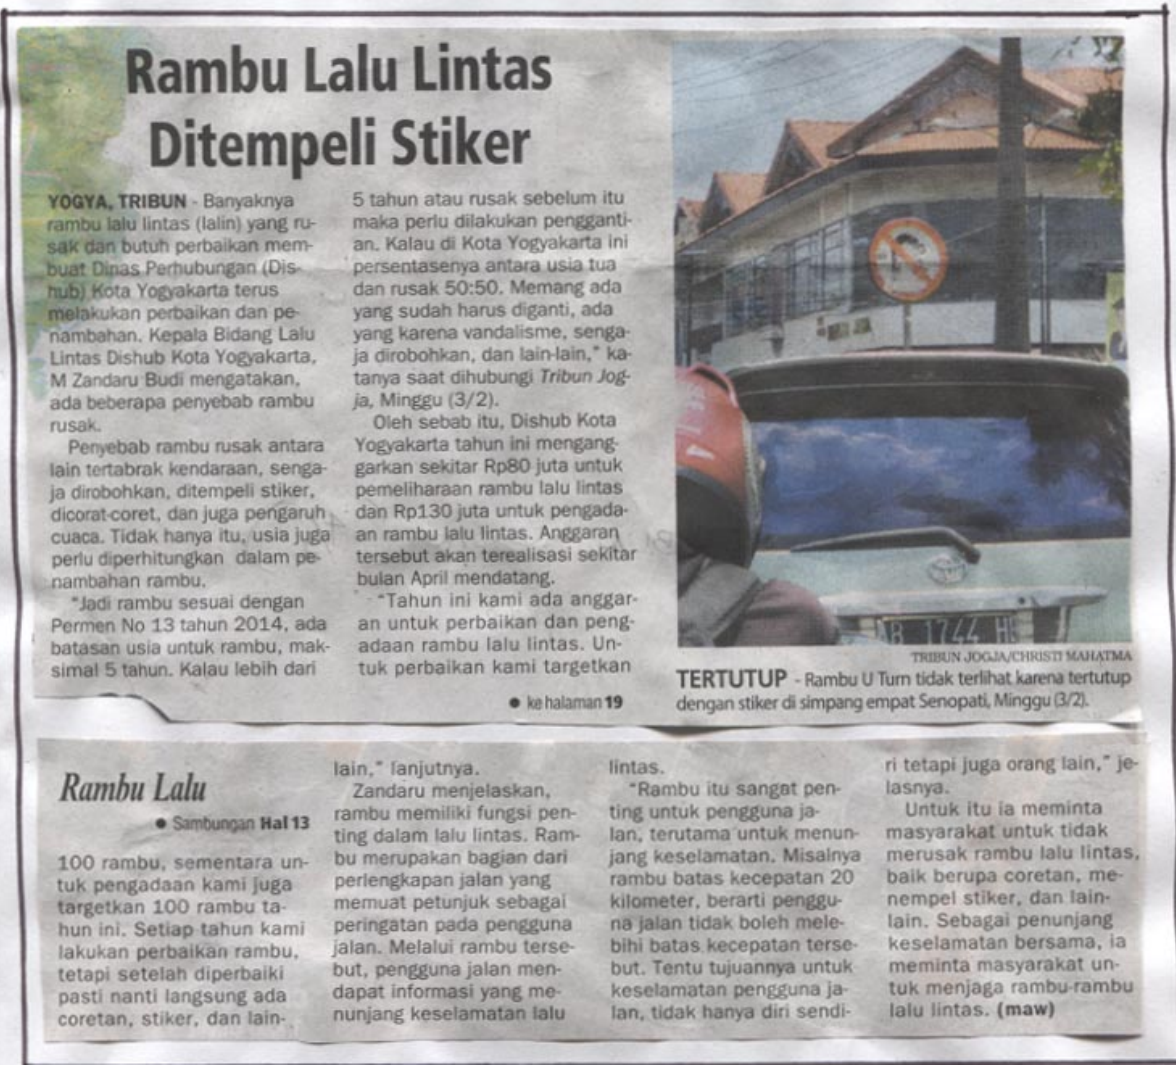 Rambu Lalu Lintas
Ditempeli Stiker
YOGYA, TRIBUN - Banyaknya
rambu lalu lintas (lalin) yang ru-
sak dan butuh perbaikan mem-
buat Dinas Perhubungan (Dis-
hub) Kota Yogyakarta terus
melakukan perbaikan dan pe-
nambahan. Kepala Bidang Lalu
Lintas Dishub Kota Yogyakarta,
M Zandaru Budi mengatakan,
ada beberapa penyebab rambu
rusak.
Penyebab rambu rusak antara
lain tertabrak kendaraan, senga-
ja dirobohkan, ditempeli stiker,
dicorat-coret, dan juga pengaruh
cuaca. Tidak hanya itu, usia juga
perlu diperhitungkan dalam pe-
nambahan rambu.
"Jadi rambu sesuai dengan
Permen No 13 tahun 2014, ada
batasan usia untuk rambu, mak-
simal 5 tahun. Kalau lebih dari
5 tahun atau rusak sebelum itu
maka perlu dilakukan pengganti-
an. Kalau di Kota Yogyakarta ini
persentasenya antara usia tua
dan rusak 50:50. Memang ada
yang sudah harus diganti, ada
yang karena vandalisme, senga-
ja dirobohkan, dan lain-lain," ka-
tanya saat dihubungi Tribun Jog-
ja, Minggu (3/2).
Oleh sebab itu, Dishub Kota
Yogyakarta tahun ini mengang-
garkan sekitar Rp80 juta untuk
pemeliharaan rambu lalu lintas
dan Rp130 juta untuk pengada-
an rambu lalu lintas. Anggaran
tersebut akan terealisasi sekitar
bulan April mendatang.
"Tahun ini kami ada anggar-
an untuk perbaikan dan peng-
adaan rambu lalu lintas. Un-
tuk perbaikan kami targetkan
● ke halaman 19
AB 1744 H
TRIBUN JOGJA/CHRISTI MAHATMA
TERTUTUP - Rambu U Turn tidak terlihat karena tertutup
dengan stiker di simpang empat Senopati, Minggu (3/2).
Rambu Lalu
● Sambungan Hal 13
100 rambu, sementara un-
tuk pengadaan kami juga
targetkan 100 rambu ta-
hun ini. Setiap tahun kami
lakukan perbaikan rambu,
tetapi setelah diperbaiki
pasti nanti langsung ada
coretan, stiker, dan lain-
lain," lanjutnya.
Zandaru menjelaskan,
rambu memiliki fungsi pen-
ting dalam lalu lintas. Ram-
bu merupakan bagian dari
perlengkapan jalan yang
memuat petunjuk sebagai
peringatan pada pengguna
jalan. Melalui rambu terse-
but, pengguna jalan men-
dapat informasi yang me-
nunjang keselamatan lalu
lintas.
"Rambu itu sangat pen-
ting untuk pengguna ja-
lan, terutama untuk menun-
jang keselamatan. Misalnya
rambu batas kecepatan 20
kilometer, berarti penggu-
na jalan tidak boleh mele-
bihi batas kecepatan terse-
but. Tentu tujuannya untuk
keselamatan pengguna ja-
lan, tidak hanya diri sendi-
ri tetapi juga orang lain," je-
lasnya.
Untuk itu ia meminta
masyarakat untuk tidak
merusak rambu lalu lintas,
baik berupa coretan, me-
nempel stiker, dan lain-
lain. Sebagai penunjang
keselamatan bersama, ia
meminta masyarakat un-
tuk menjaga rambu-rambu
lalu lintas. (maw)